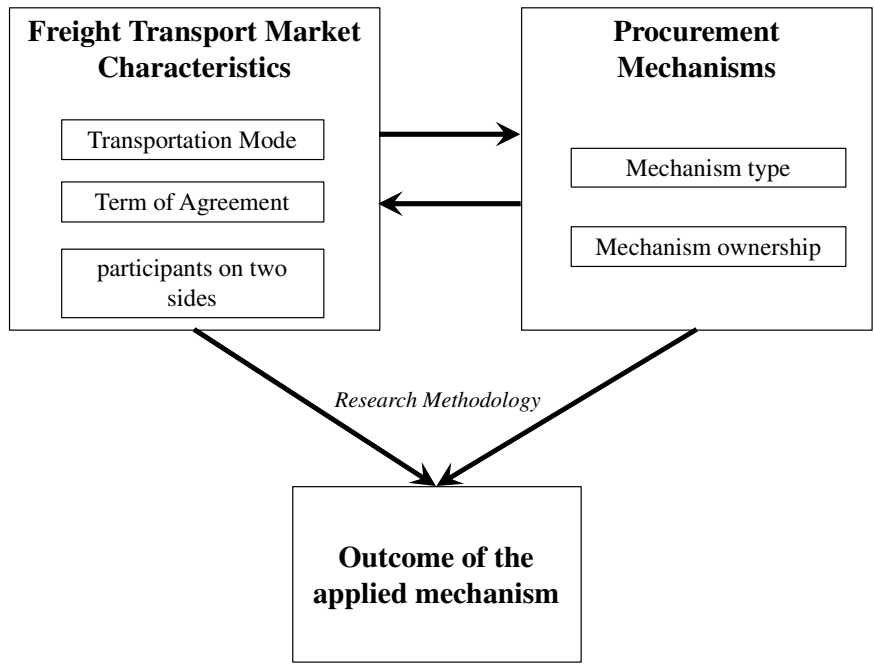 Freight Transport Market
Characteristics
Transportation Mode
Term of Agreement
participants on two
sides
Procurement
Mechanisms
Mechanism type
Mechanism ownership
Research Methodology
Outcome of the
applied mechanism